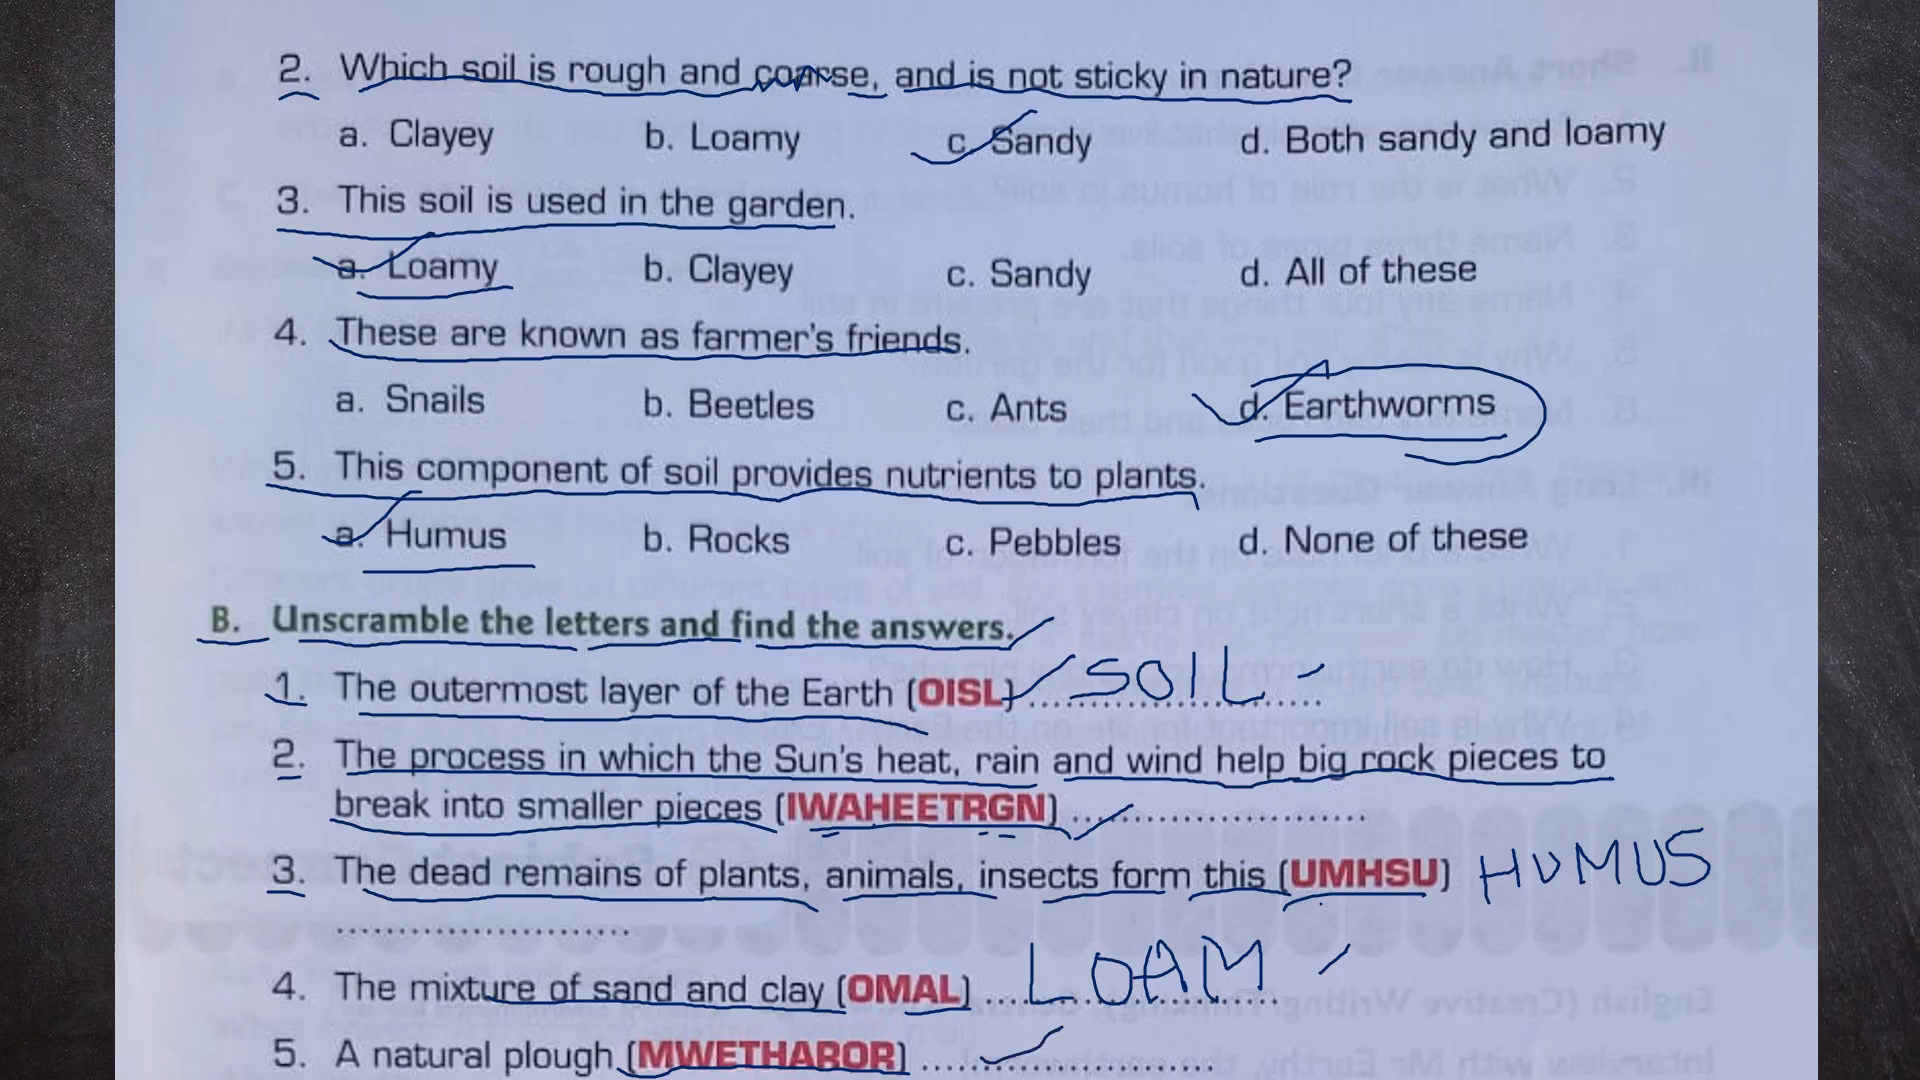 2. Which soil is rough and coarse, and is not sticky in nature?
a. Clayey b. Loamy c. Sandy d. Both sandy and loamy
3. This soil is used in the garden.
a. Loamy b. Clayey c. Sandy d. All of these
4. These are known as farmer's friends.
a. Snails b. Beetles c. Ants d. Earthworms
5. This component of soil provides nutrients to plants.
a. Humus b. Rocks c. Pebbles d. None of these
B. Unscramble the letters and find the answers.
1. The outermost layer of the Earth (OISL) SOIL
2. The process in which the Sun's heat, rain and wind help big rock pieces to
break into smaller pieces (IWAHEETRGN)
3. The dead remains of plants, animals, insects form this (UMHSU) HUMUS
4. The mixture of sand and clay (OMAL) LOAM
5. A natural plough (MWETHAROR)